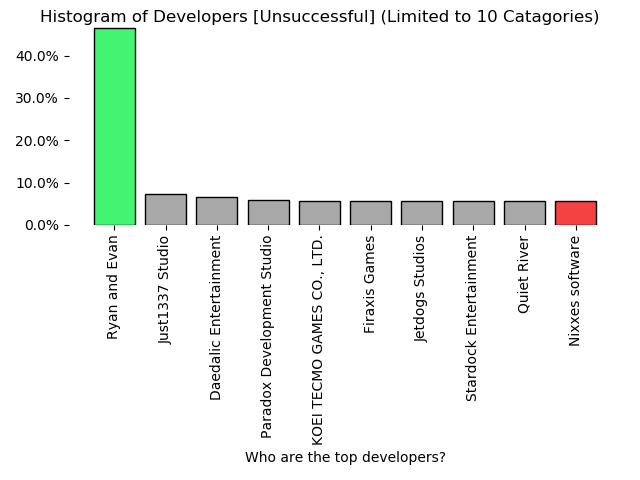 Histogram of Developers [Unsuccessful] (Limited to 10 Catagories)
40.0%
30.0%
20.0%
10.0%
0.0%
Ryan and Evan
Just1337 Studio
Daedalic Entertainment
Paradox Development Studio
KOEI TECMO GAMES CO., LTD.
Firaxis Games
Jetdogs Studios
Stardock Entertainment
Quiet River
Nixxes software
Who are the top developers?